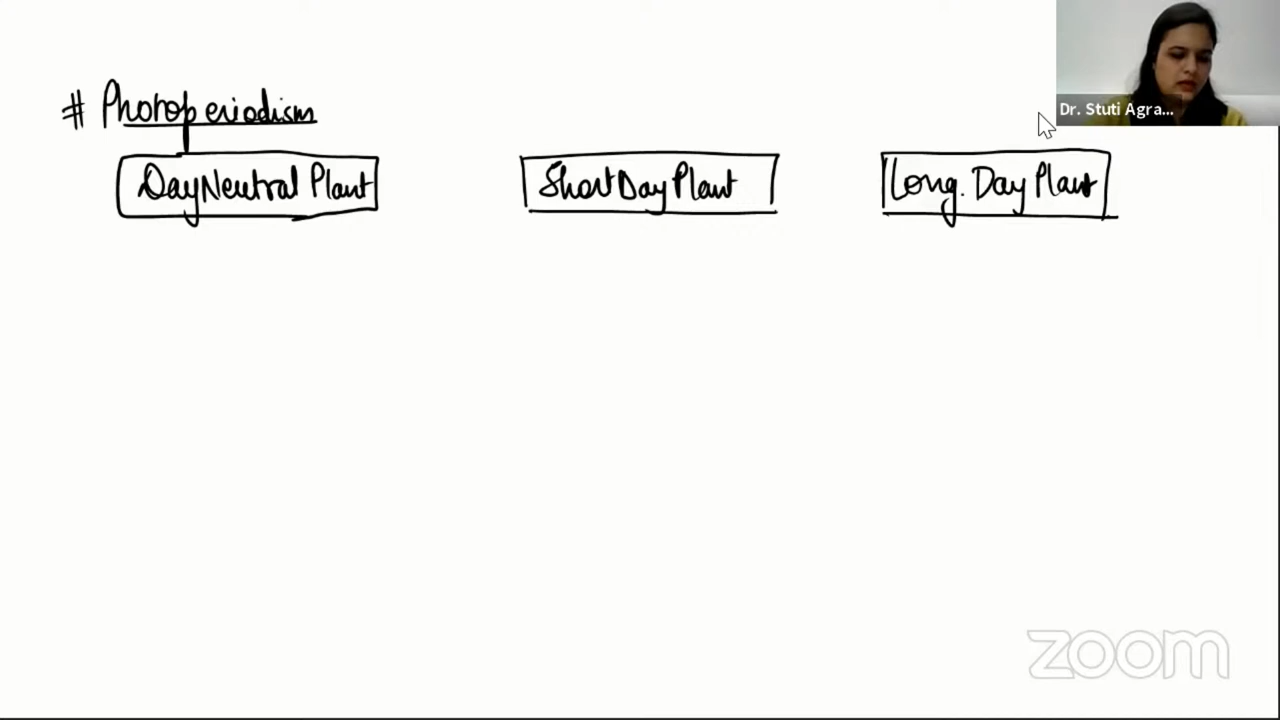 # Photoperiodism
Dr. Stuti Agra...
Day Neutral Plant
Short Day Plant
Long. Day Plant
zoom